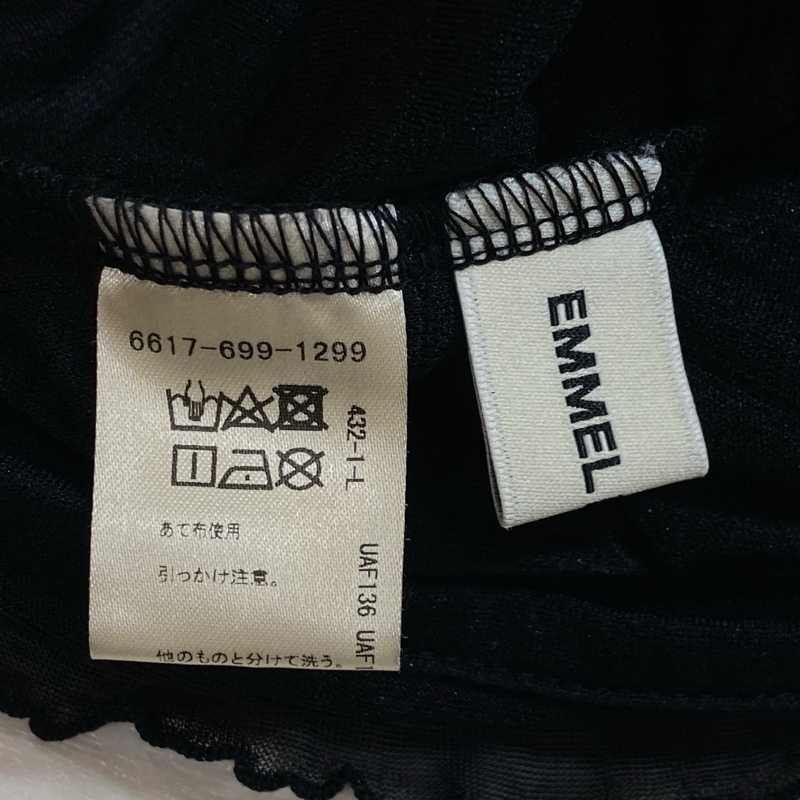 6617-699-1299
432-1-L
あて布使用
引っかけ注意。
UAF136 UAF1
他のものと分けて洗う。
EMMEL